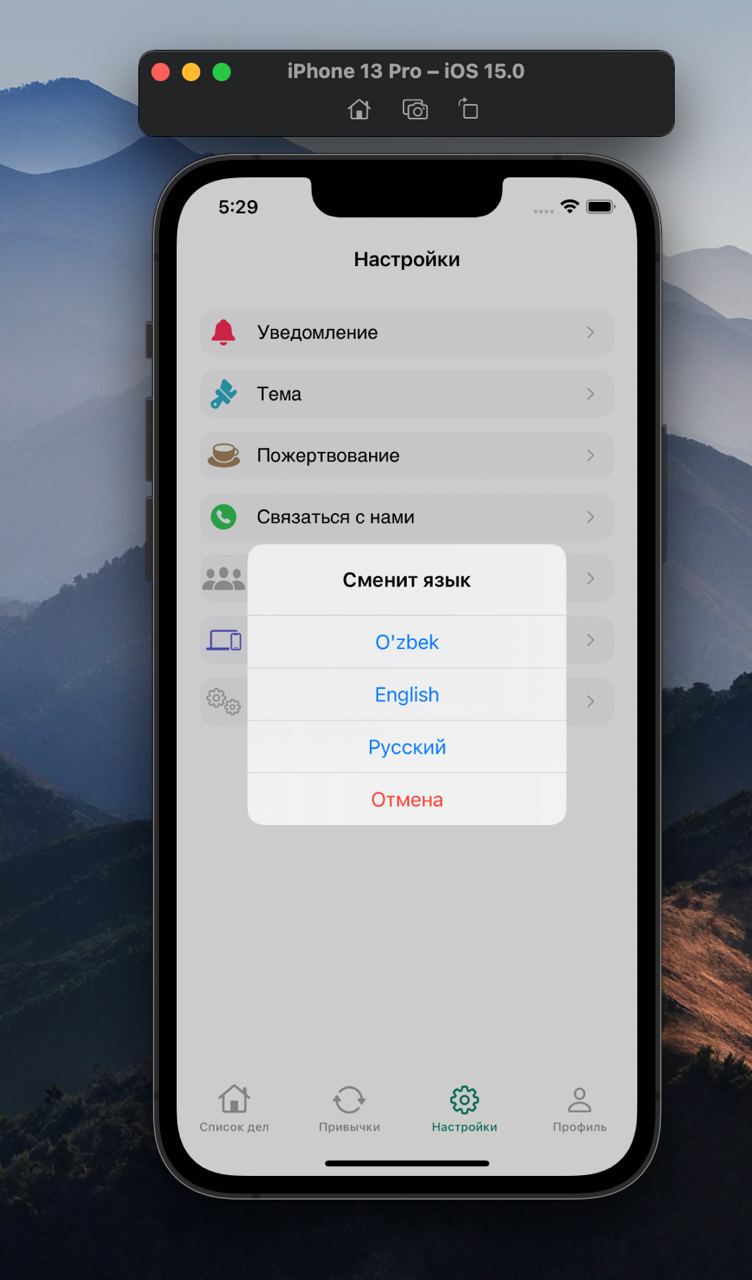 iPhone 13 Pro – iOS 15.0
5:29
Настройки
Уведомление
Тема
Пожертвование
Связаться с нами
Сменит язык
O'zbek
English
Русский
Отмена
Список дел
Привычки
Настройки
Профиль